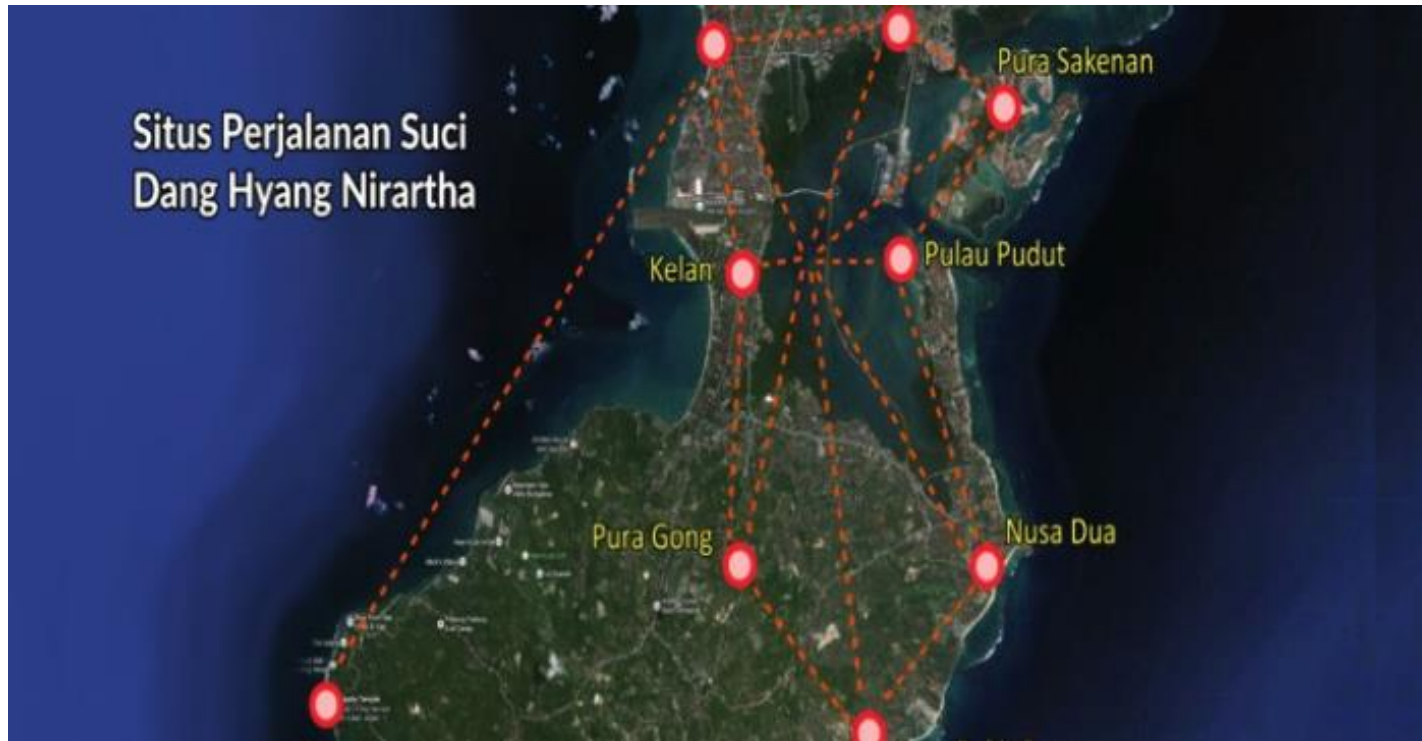 Pura Sakenan
Situs Perjalanan Suci
Dang Hyang Nirartha
Kelan
Pulau Pudut
Pura Gong
Nusa Dua